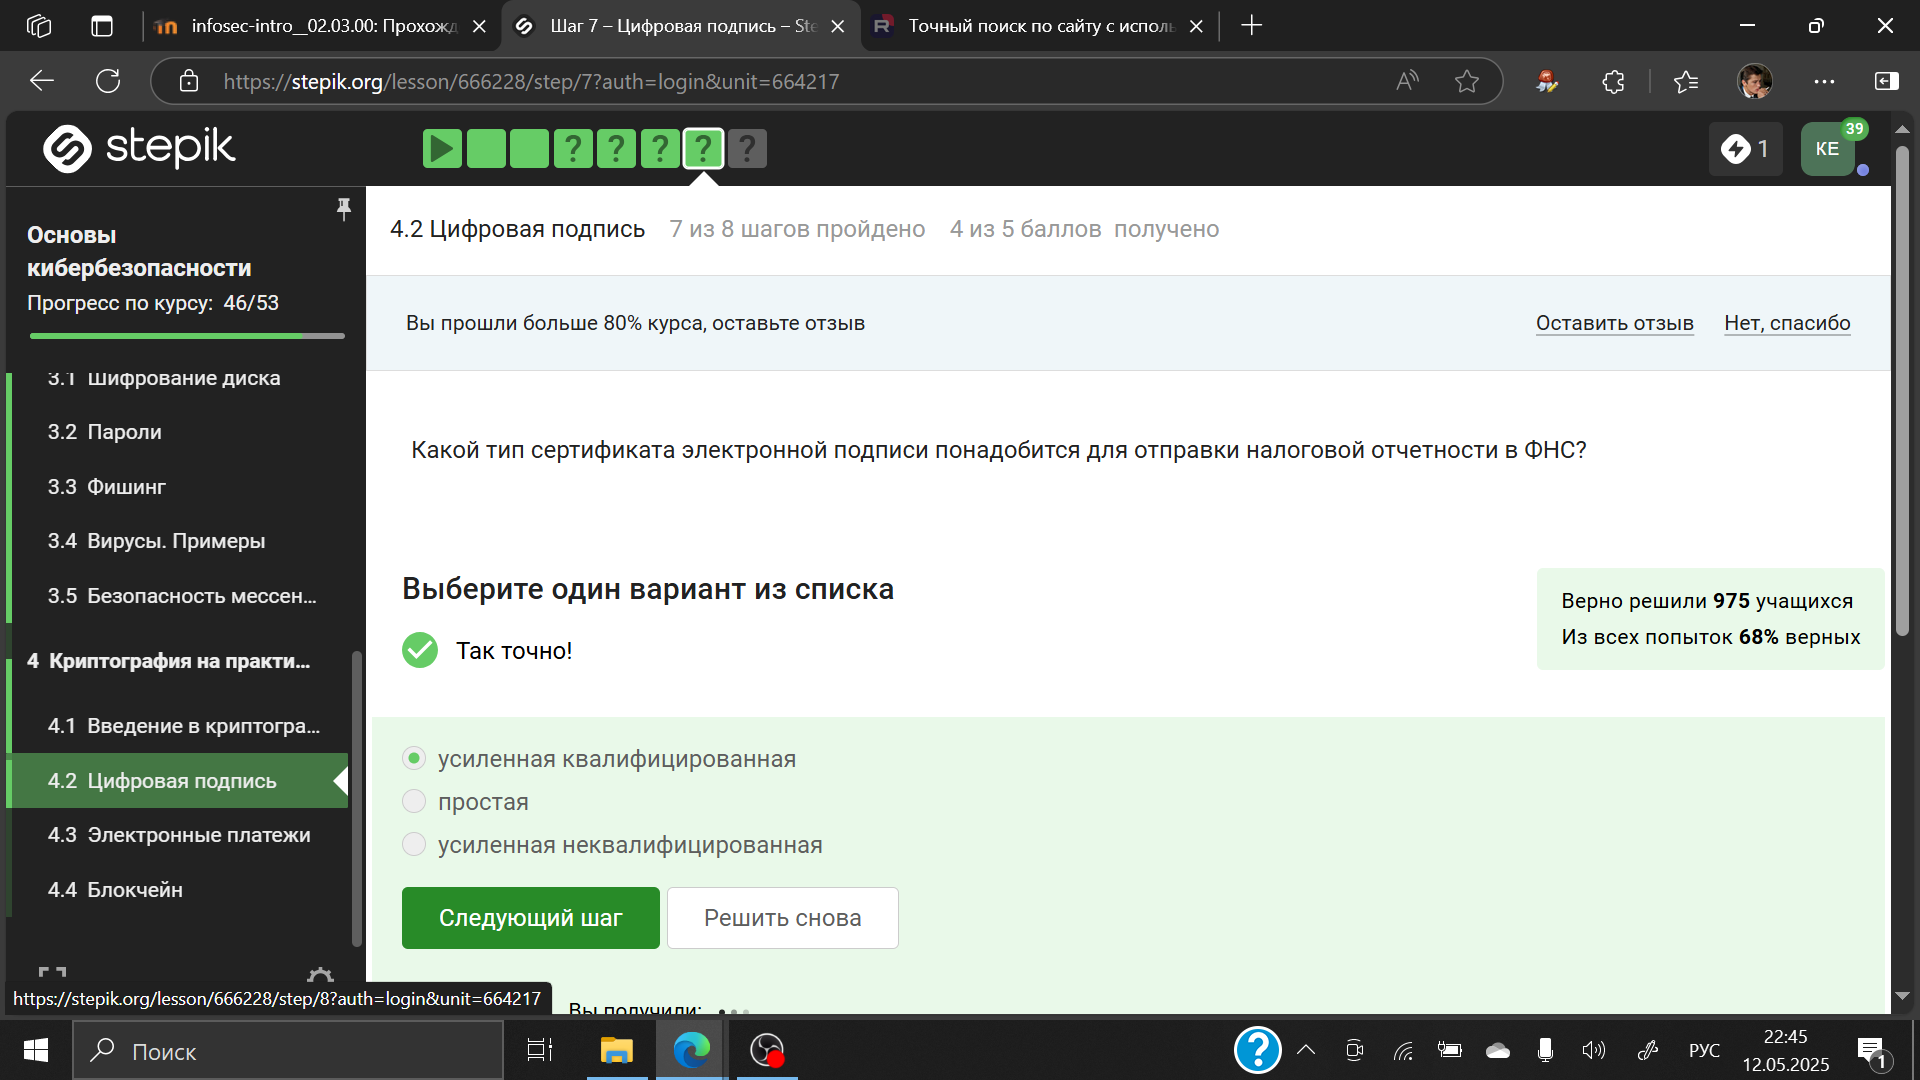 infosec-intro__02.03.00: Прохожд
Шаг 7 – Цифровая подпись – Ste
Точный поиск по сайту с исполь
https://stepik.org/lesson/666228/step/7?auth=login&unit=664217
stepik
1
KE
39
Основы
кибербезопасности
Прогресс по курсу: 46/53
3.1 Шифрование диска
3.2 Пароли
3.3 Фишинг
3.4 Вирусы. Примеры
3.5 Безопасность мессен...
4 Криптография на практи...
4.1 Введение в криптогра...
4.2 Цифровая подпись
4.3 Электронные платежи
4.4 Блокчейн
4.2 Цифровая подпись 7 из 8 шагов пройдено 4 из 5 баллов получено
Вы прошли больше 80% курса, оставьте отзыв
Оставить отзыв Нет, спасибо
Какой тип сертификата электронной подписи понадобится для отправки налоговой отчетности в ФНС?
Выберите один вариант из списка
Так точно!
Верно решили 975 учащихся
Из всех попыток 68% верных
усиленная квалифицированная
простая
усиленная неквалифицированная
Следующий шаг
Решить снова
Вы получили:
https://stepik.org/lesson/666228/step/8?auth=login&unit=664217
Поиск
РУС
22:45
12.05.2025
1